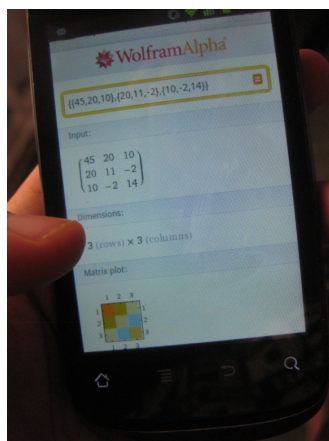 WolframAlpha
{{45,20,10},{20,11,-2},{10,-2,14}}
Input:
45 20 10
20 11 -2
10 -2 14
Dimensions:
3 (rows) × 3 (columns)
Matrix plot:
1 2 3
1 1
2 2
3 3
1 2 3